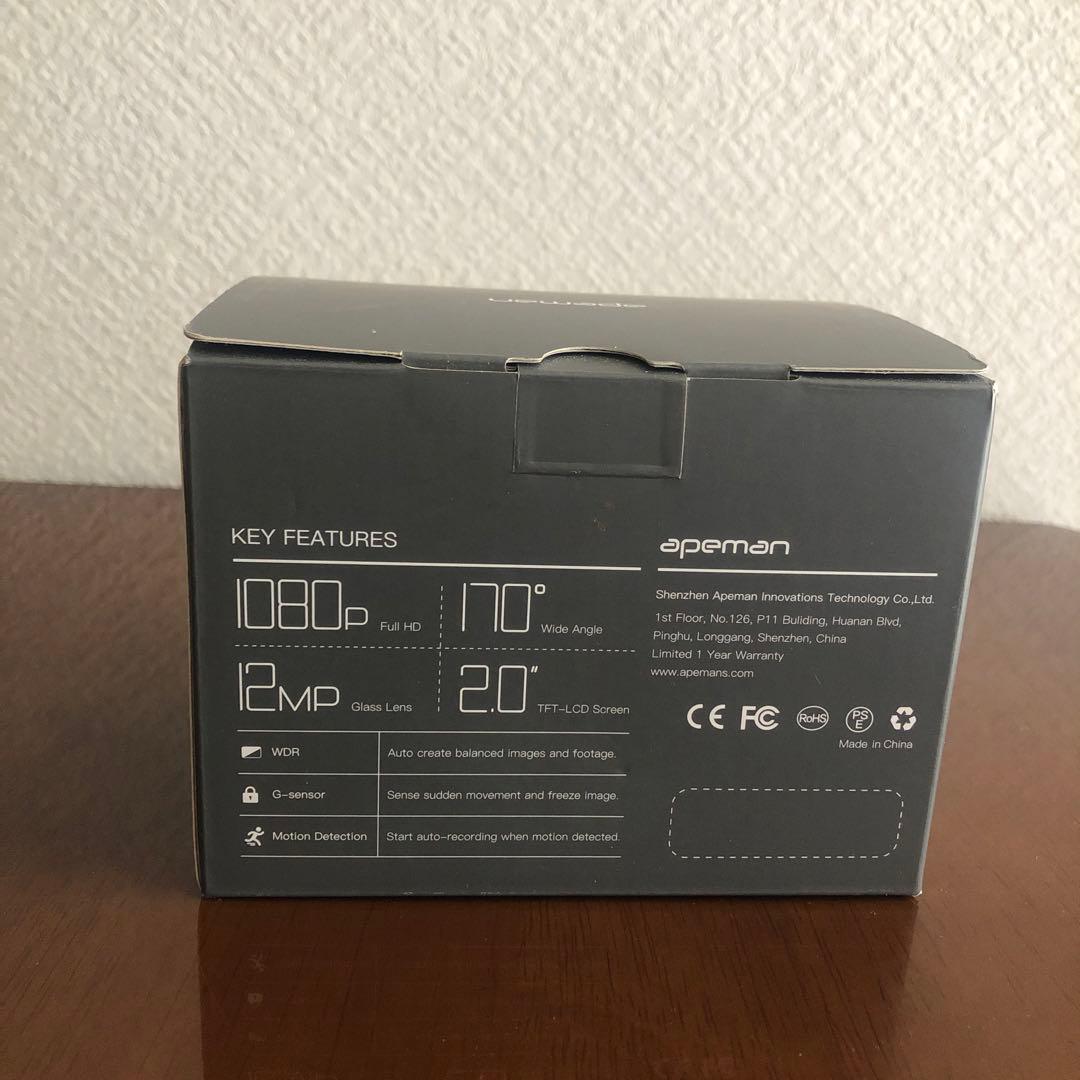 apeman
KEY FEATURES
1080P Full HD
170° Wide Angle
12MP Glass Lens
2.0" TFT-LCD Screen
WDR Auto create balanced images and footage.
G-sensor Sense sudden movement and freeze image.
Motion Detection Start auto-recording when motion detected.
apeman
Shenzhen Apeman Innovations Technology Co.,Ltd.
1st Floor, No.126, P11 Buliding, Huanan Blvd,
Pinghu, Longgang, Shenzhen, China
Limited 1 Year Warranty
www.apemans.com
CE FC RoHS PS E
Made in China